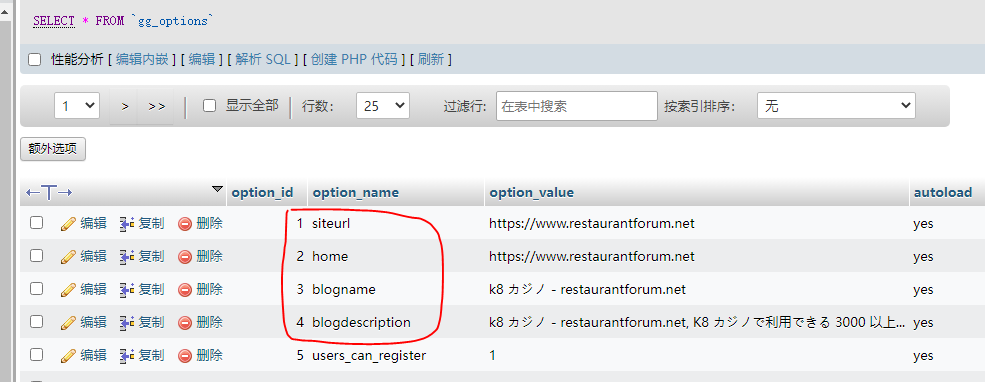 SELECT * FROM `gg_options`
性能分析 [ 编辑内嵌 ] [ 编辑 ] [ 解析 SQL ] [ 创建 PHP 代码 ] [ 刷新 ]
1 > >> 显示全部 行数： 25 过滤行: 在表中搜索 按索引排序： 无
额外选项
←T→ option_id option_name option_value autoload
编辑 复制 删除 1 siteurl https://www.restaurantforum.net yes
编辑 复制 删除 2 home https://www.restaurantforum.net yes
编辑 复制 删除 3 blogname k8 カジノ - restaurantforum.net yes
编辑 复制 删除 4 blogdescription k8 カジノ - restaurantforum.net, K8 カジノで利用できる 3000 以上... yes
编辑 复制 删除 5 users_can_register 1 yes